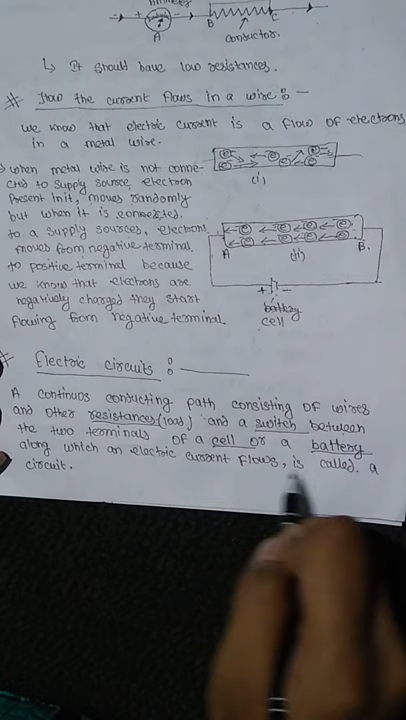 + -
A B C
conductor.
↳ It should have low resistances.
# How the current flows in a wire :-
We know that electric current is a flow of electrons
in a metal wire.
when metal wire is not conne-
cted to supply source, electron
present init, moves randomly
but when it is connected.
to a supply sources, electrons
moves from negative terminal.
to positive terminal because
we know that electrons are
negatively charged they start
flowing from negative terminal
(i)
A B.
(ii)
+ -
battery
cell
Electric circuits :-
A continuos conducting path consisting of wires
and other resistances (load) and a switch between
the two terminals of a cell or a battery
along which an electric current flows, is called. a
circuit.